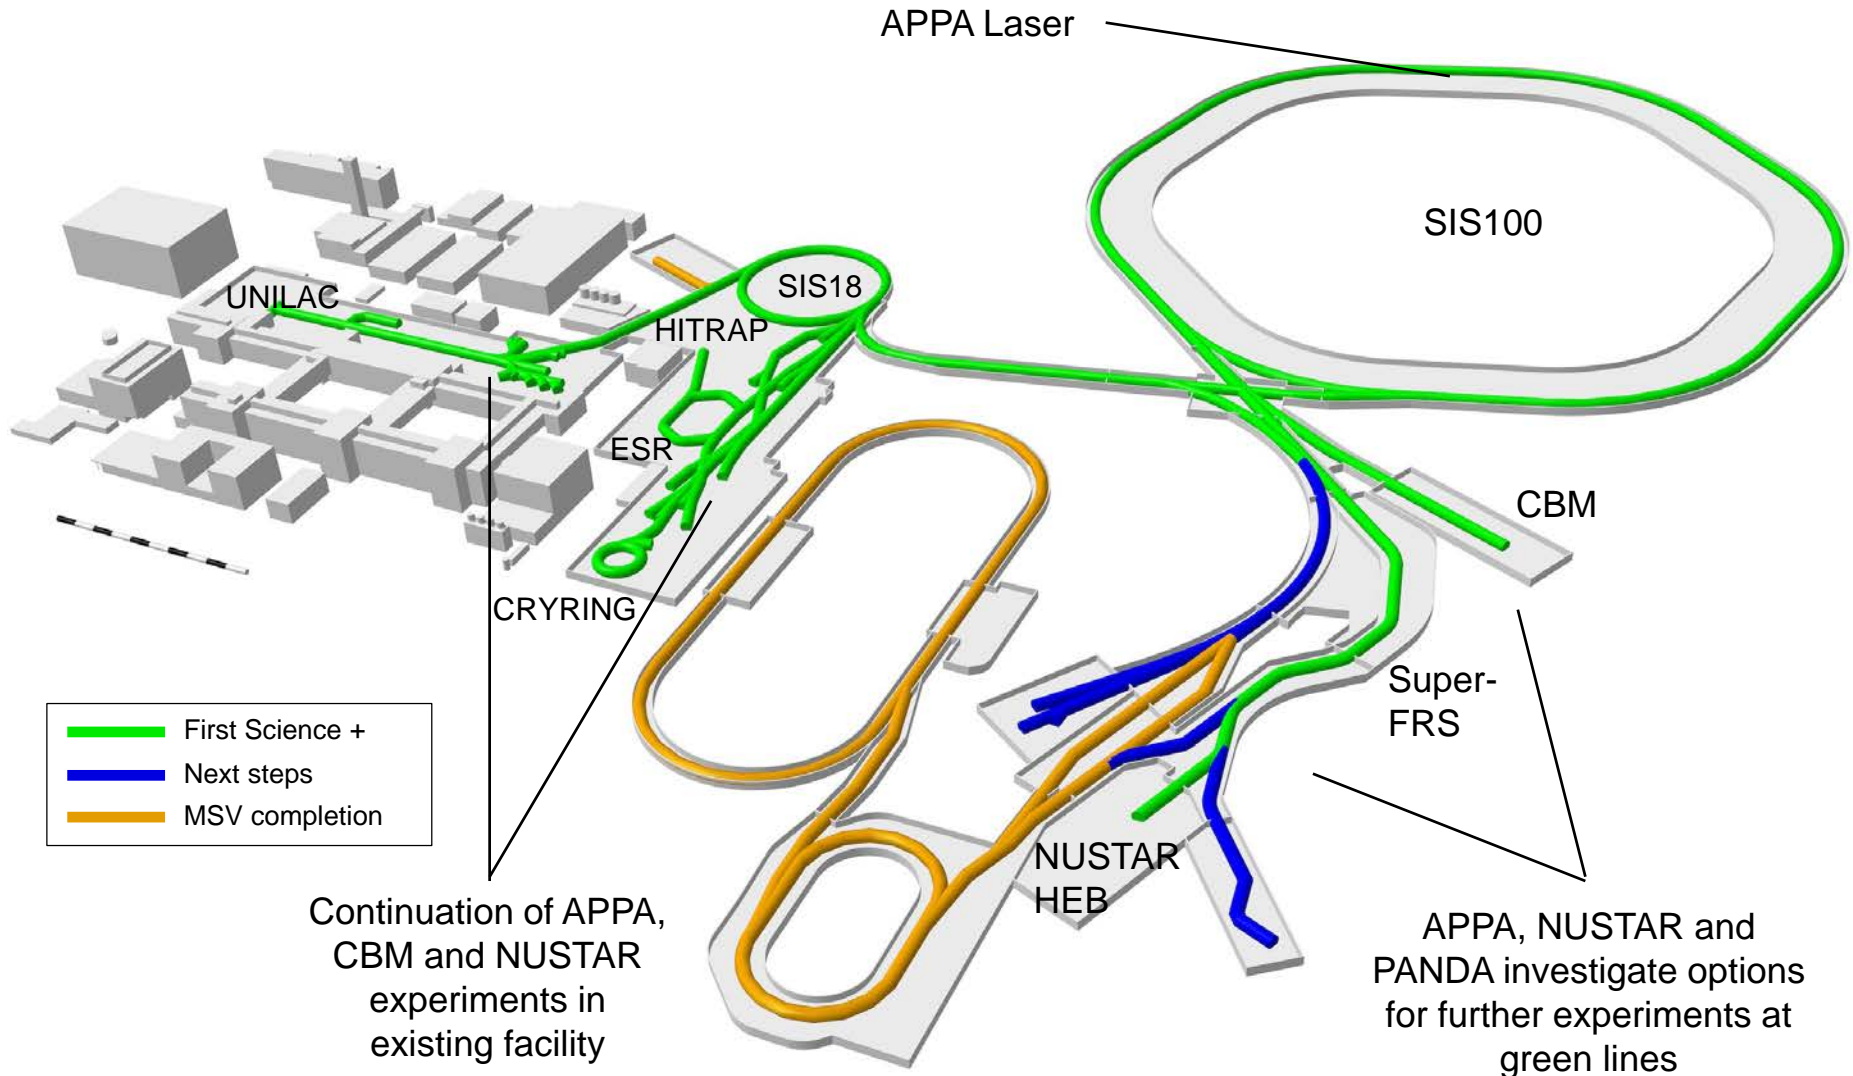 APPA Laser
SIS100
UNILAC
SIS18
HITRAP
ESR
CBM
CRYRING
Super-
FRS
First Science +
Next steps
MSV completion
NUSTAR
HEB
Continuation of APPA,
CBM and NUSTAR
experiments in
existing facility
APPA, NUSTAR and
PANDA investigate options
for further experiments at
green lines